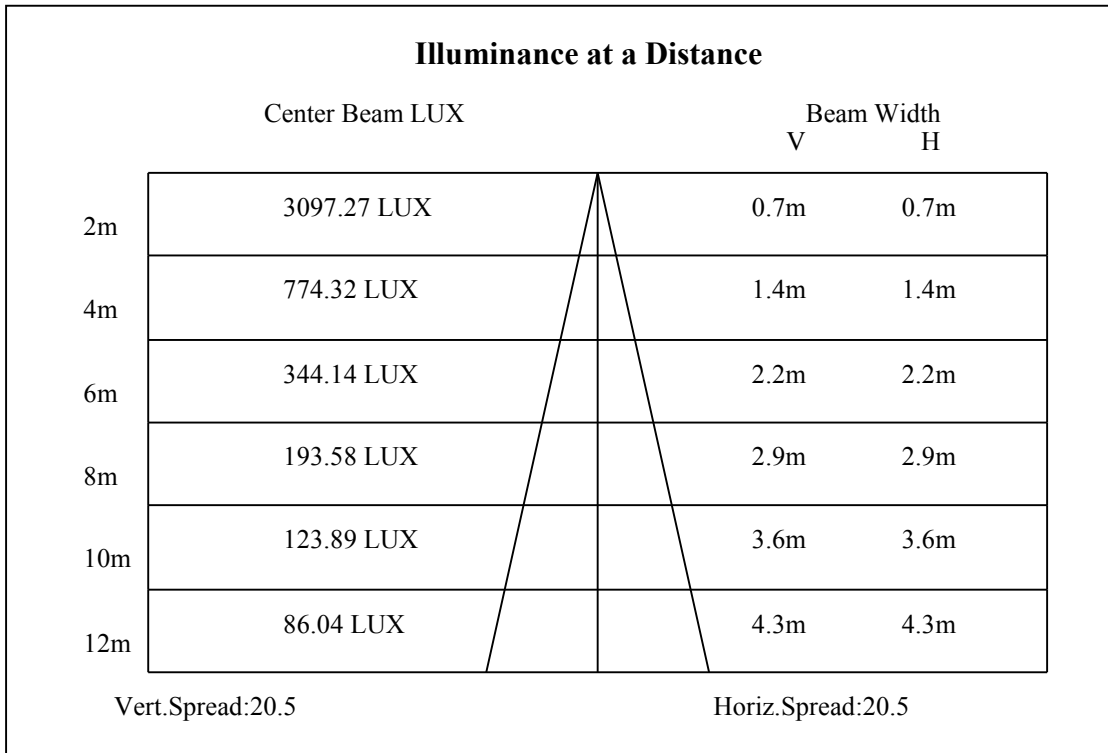 Illuminance at a Distance
Center Beam LUX Beam Width
V H
2m 3097.27 LUX 0.7m 0.7m
4m 774.32 LUX 1.4m 1.4m
6m 344.14 LUX 2.2m 2.2m
8m 193.58 LUX 2.9m 2.9m
10m 123.89 LUX 3.6m 3.6m
12m 86.04 LUX 4.3m 4.3m
Vert.Spread:20.5 Horiz.Spread:20.5